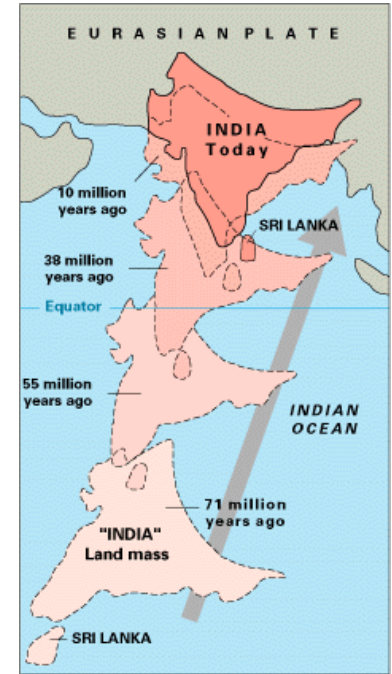 EURASIAN PLATE
INDIA
Today
10 million
years ago
SRI LANKA
38 million
years ago
Equator
55 million
years ago
INDIAN
OCEAN
71 million
years ago
"INDIA"
Land mass
SRI LANKA